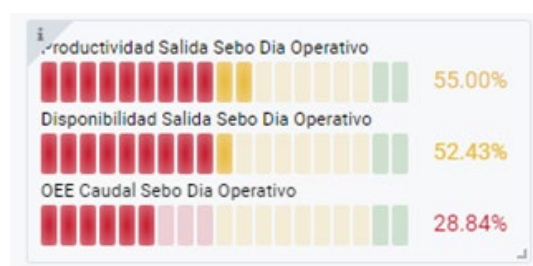 Productividad Salida Sebo Dia Operativo
55.00%
Disponibilidad Salida Sebo Dia Operativo
52.43%
OEE Caudal Sebo Dia Operativo
28.84%